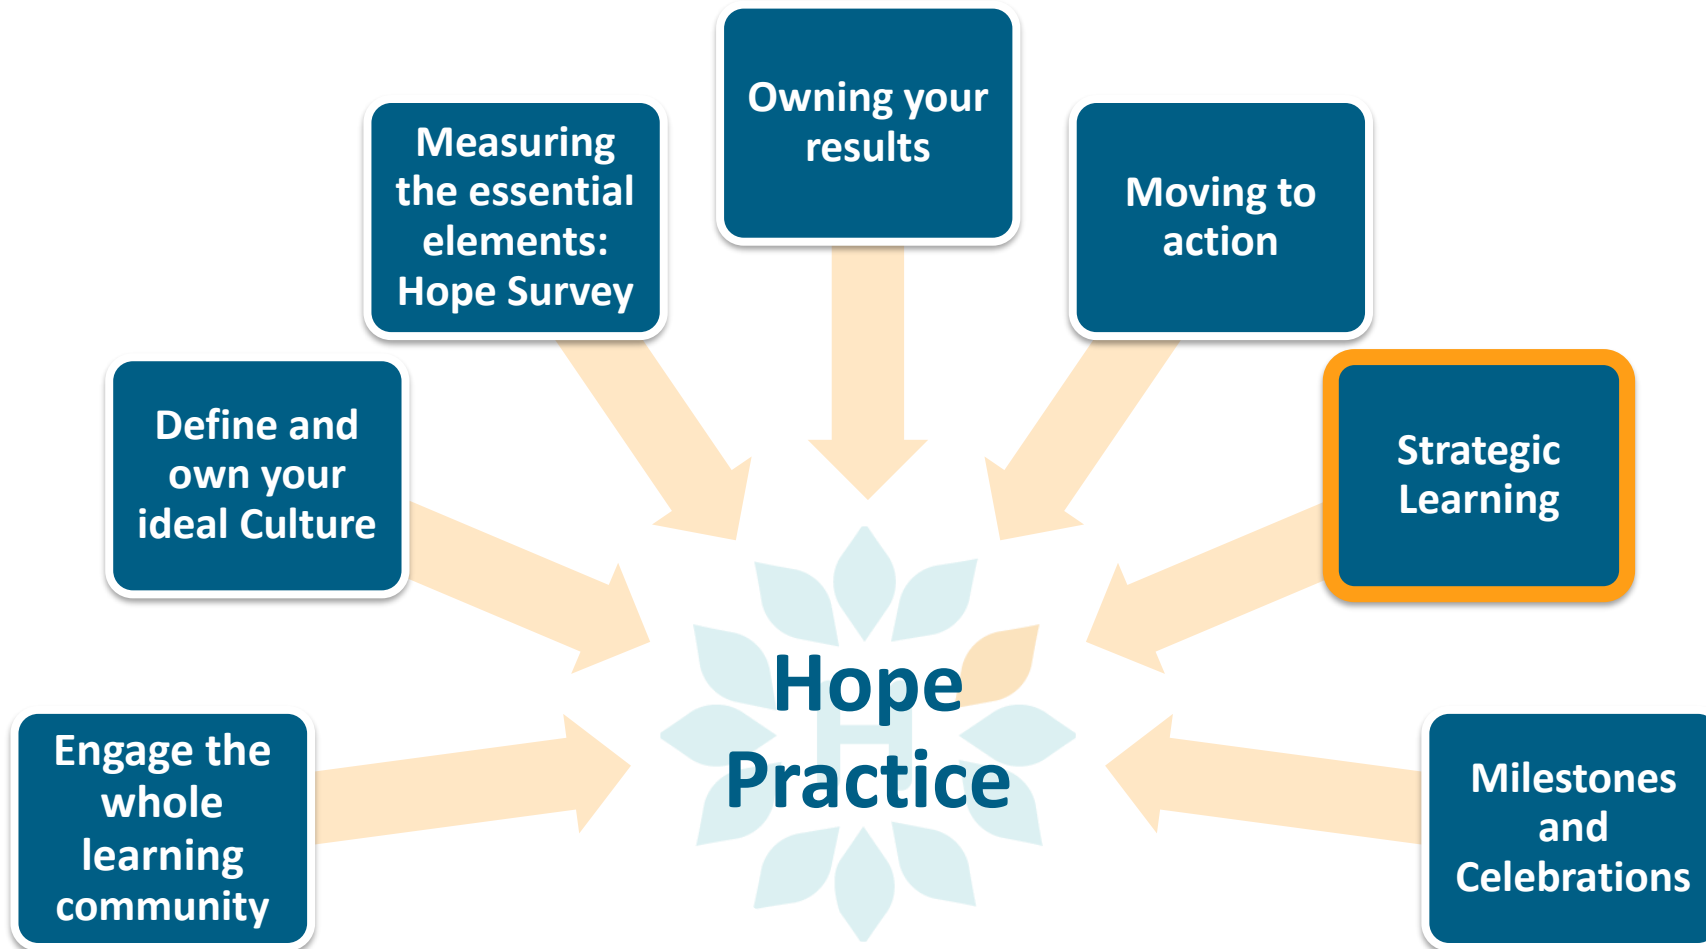 Engage the
whole
learning
community
Define and
own your
ideal Culture
Measuring
the essential
elements:
Hope Survey
Owning your
results
Moving to
action
Strategic
Learning
Milestones
and
Celebrations
H
Hope
Practice